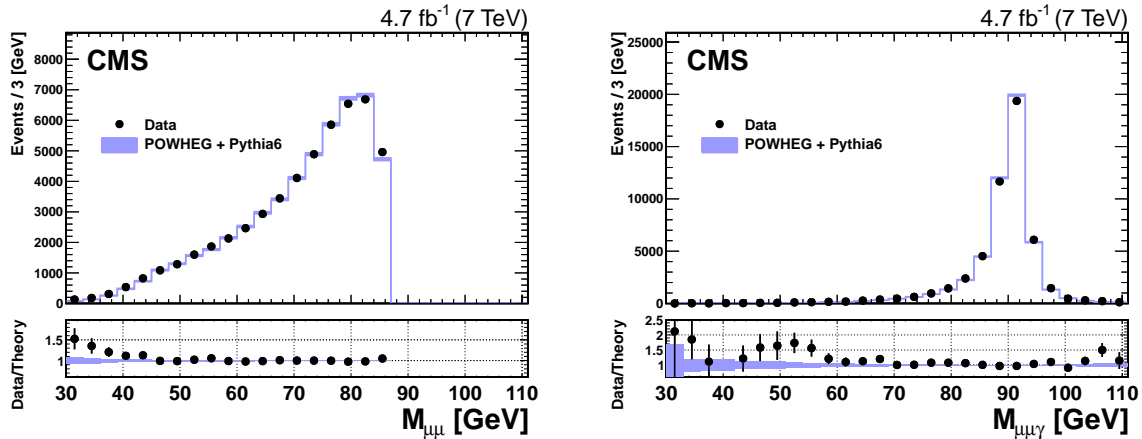 4.7 fb⁻¹ (7 TeV)
CMS
Events / 3 [GeV]
8000
7000
6000
5000
4000
3000
2000
1000
0
Data
POWHEG + Pythia6
Data/Theory
1.5
1
30 40 50 60 70 80 90 100 110
M_μμ [GeV]
4.7 fb⁻¹ (7 TeV)
CMS
Events / 3 [GeV]
25000
20000
15000
10000
5000
0
Data
POWHEG + Pythia6
Data/Theory
2.5
2
1.5
1
30 40 50 60 70 80 90 100 110
M_μμγ [GeV]